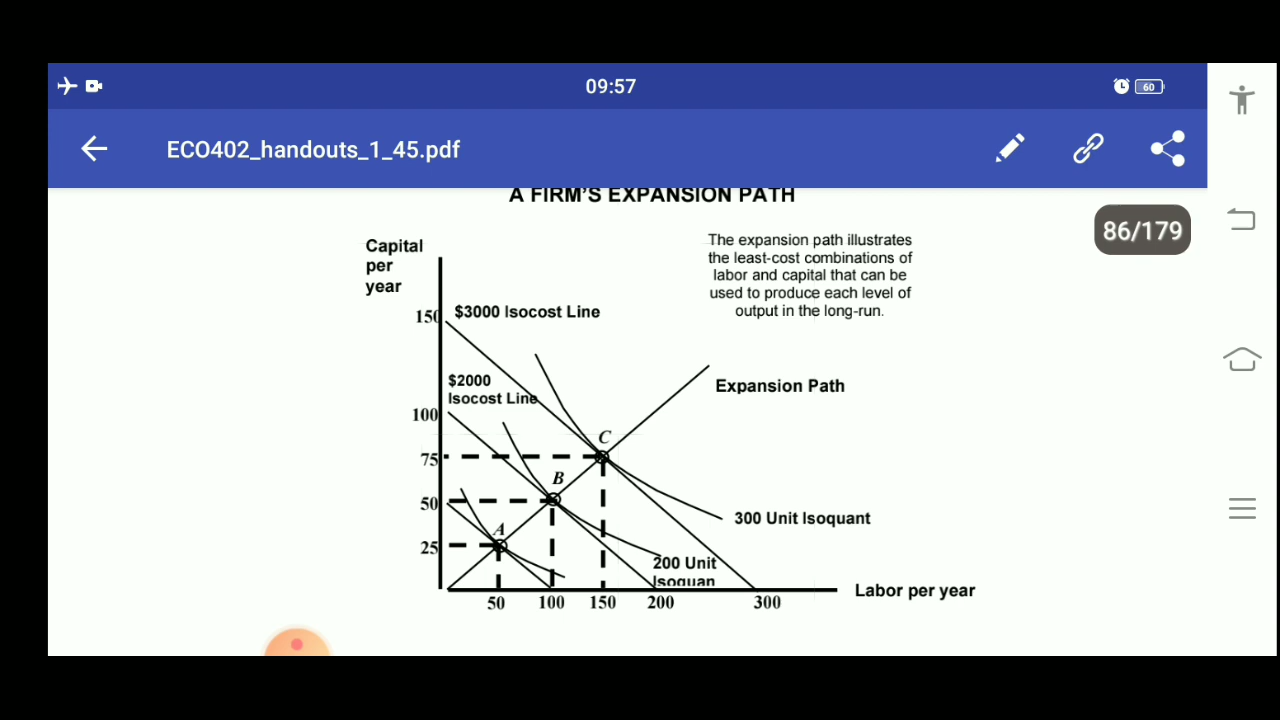 09:57
60
ECO402_handouts_1_45.pdf
A FIRM'S EXPANSION PATH
86/179
Capital
per
year
The expansion path illustrates
the least-cost combinations of
labor and capital that can be
used to produce each level of
output in the long-run.
150
$3000 Isocost Line
$2000
Isocost Line
Expansion Path
100
C
75
B
50
A
25
300 Unit Isoquant
200 Unit
Isoquan
50 100 150 200 300
Labor per year